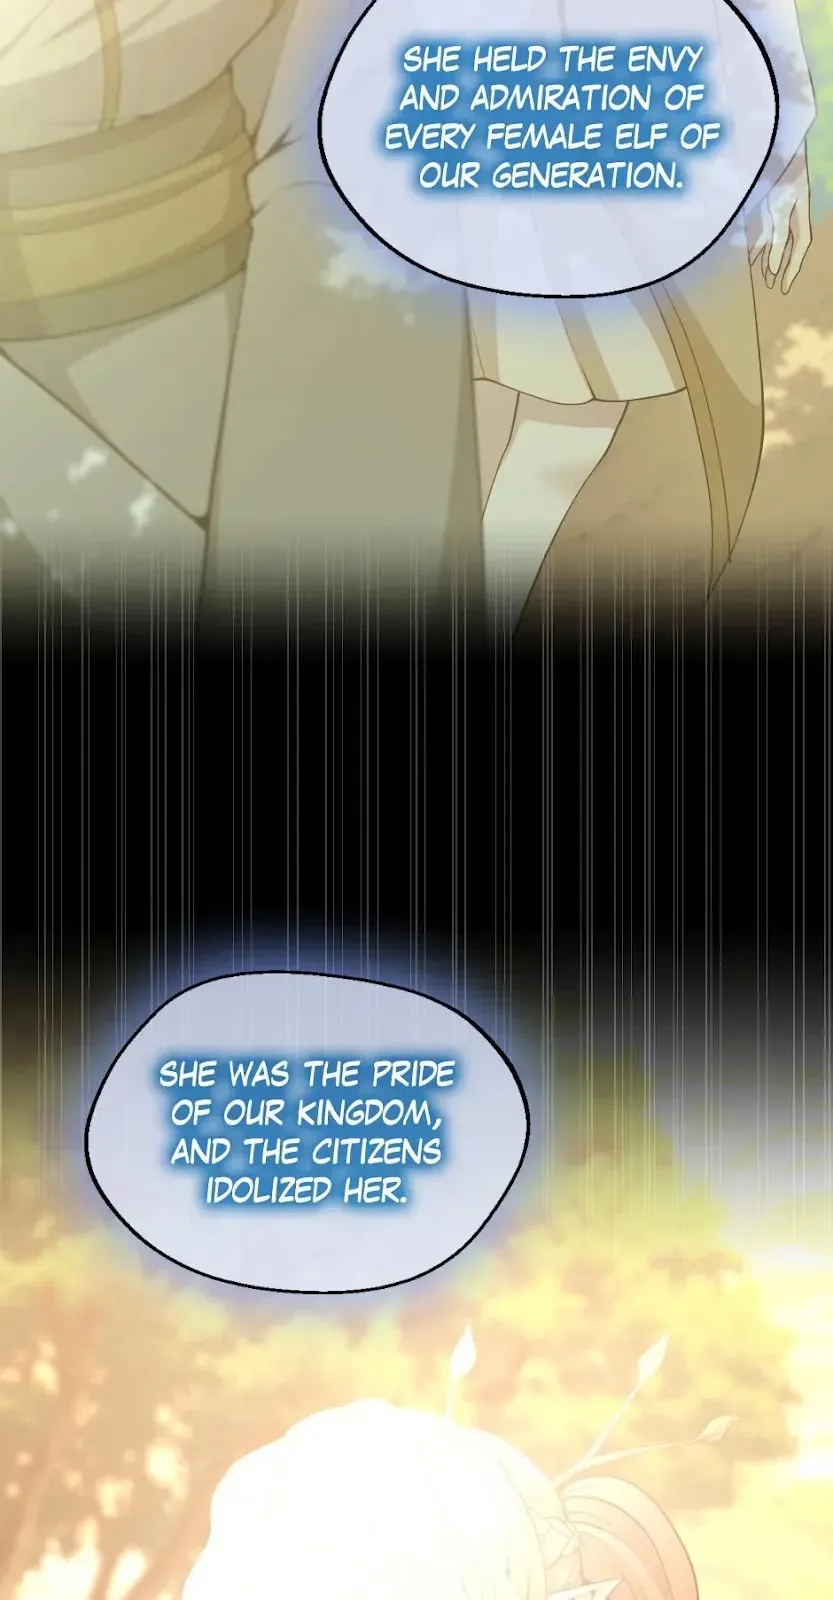 SHE HELD THE ENVY
AND ADMIRATION OF
EVERY FEMALE ELF OF
OUR GENERATION.
SHE WAS THE PRIDE
OF OUR KINGDOM,
AND THE CITIZENS
IDOLIZED HER.